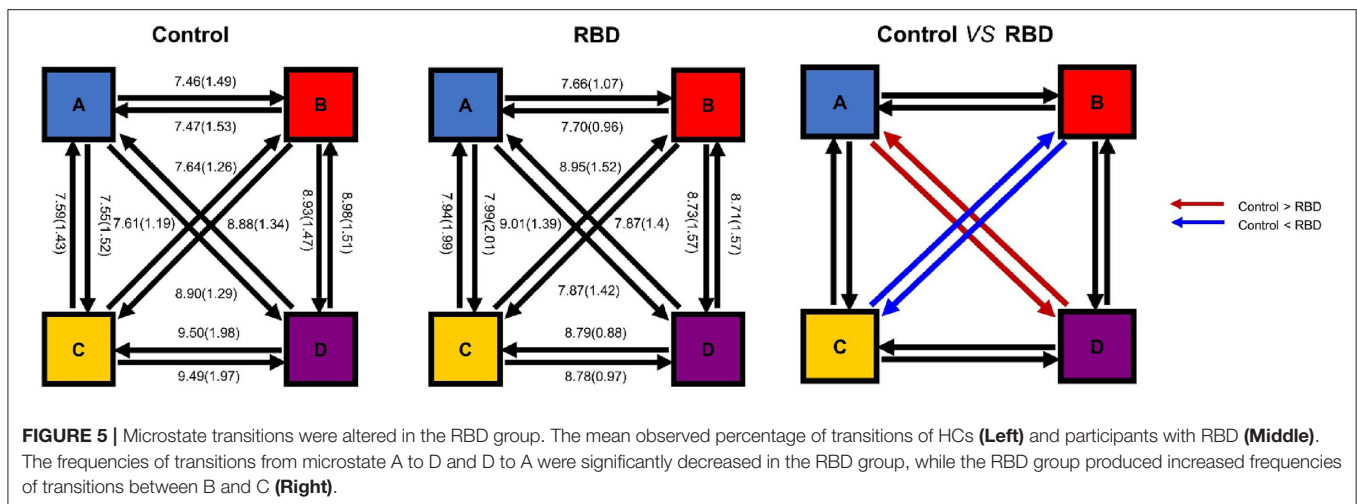 Control
RBD
Control VS RBD
A
7.46(1.49)
7.47(1.53)
B
7.64(1.26)
7.59(1.43)
7.55(1.52)
7.61(1.19)
8.88(1.34)
8.93(1.47)
8.98(1.51)
8.90(1.29)
C
9.50(1.98)
9.49(1.97)
D
A
7.66(1.07)
7.70(0.96)
B
8.95(1.52)
7.94(1.99)
7.99(2.01)
9.01(1.39)
7.87(1.4)
8.73(1.57)
8.71(1.57)
7.87(1.42)
C
8.79(0.88)
8.78(0.97)
D
A
B
C
D
Control > RBD
Control < RBD
FIGURE 5 | Microstate transitions were altered in the RBD group. The mean observed percentage of transitions of HCs (Left) and participants with RBD (Middle).
The frequencies of transitions from microstate A to D and D to A were significantly decreased in the RBD group, while the RBD group produced increased frequencies
of transitions between B and C (Right).